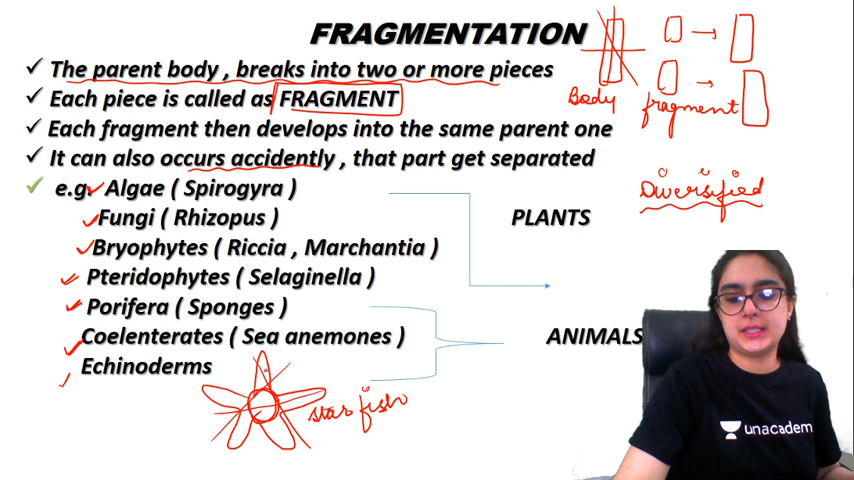 FRAGMENTATION
✓ The parent body , breaks into two or more pieces
✓ Each piece is called as FRAGMENT
✓ Each fragment then develops into the same parent one
✓ It can also occurs accidently , that part get separated
✓ e.g. Algae ( Spirogyra )
Fungi ( Rhizopus )
Bryophytes ( Riccia , Marchantia )
Pteridophytes ( Selaginella )
Porifera ( Sponges )
Coelenterates ( Sea anemones )
Echinoderms
PLANTS
ANIMALS
Body
fragment
Diversified
star fish
unacademy